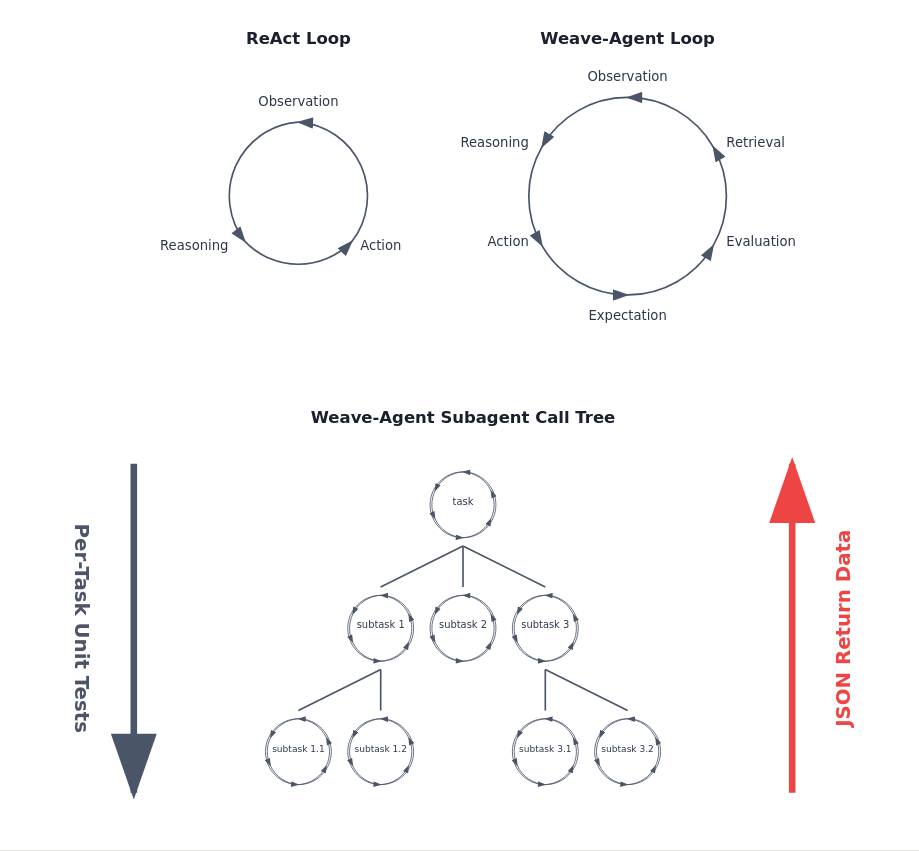 ReAct Loop
Observation
Reasoning
Action
Weave-Agent Loop
Observation
Reasoning
Retrieval
Action
Evaluation
Expectation
Weave-Agent Subagent Call Tree
Per-Task Unit Tests
task
subtask 1
subtask 2
subtask 3
subtask 1.1
subtask 1.2
subtask 3.1
subtask 3.2
JSON Return Data